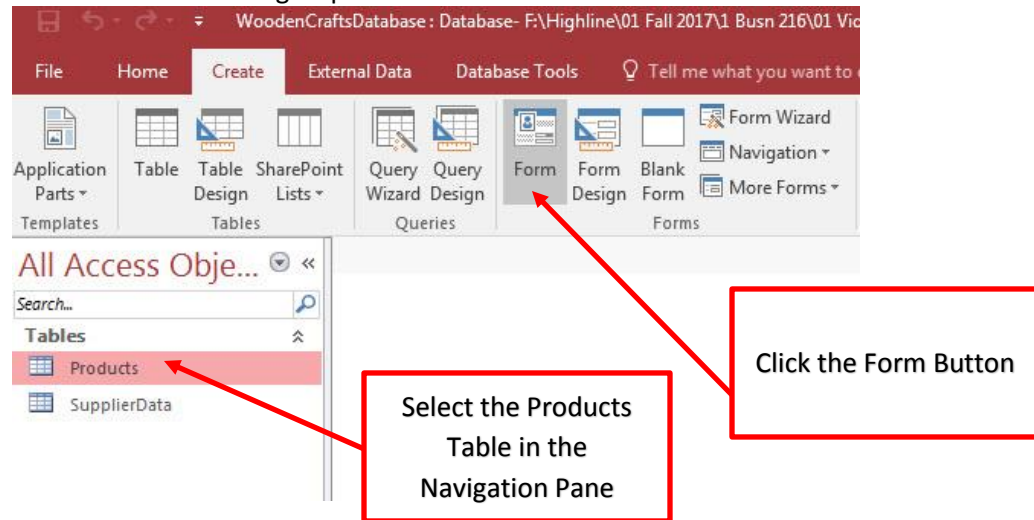 WoodenCraftsDatabase : Database- F:\Highline\01 Fall 2017\1 Busn 216\01 Vic
File Home Create External Data Database Tools Tell me what you want to
Application Parts
Table
Table Design
SharePoint Lists
Query Wizard
Query Design
Form
Form Design
Blank Form
Form Wizard
Navigation
More Forms
Templates Tables Queries Forms
All Access Obje...
Search...
Tables
Products
SupplierData
Select the Products
Table in the
Navigation Pane
Click the Form Button